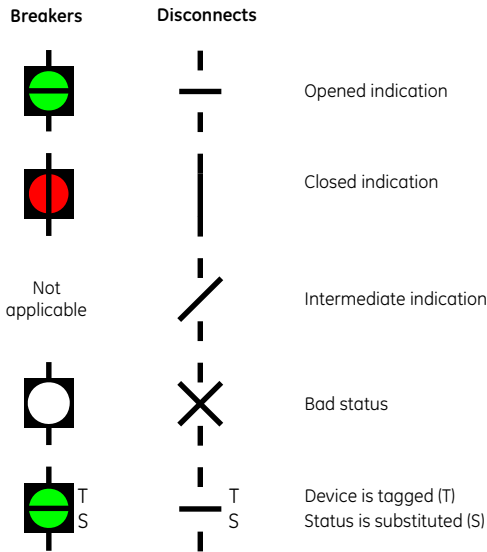 Breakers Disconnects
Opened indication
Closed indication
Not
applicable
Intermediate indication
Bad status
T T Device is tagged (T)
S S Status is substituted (S)